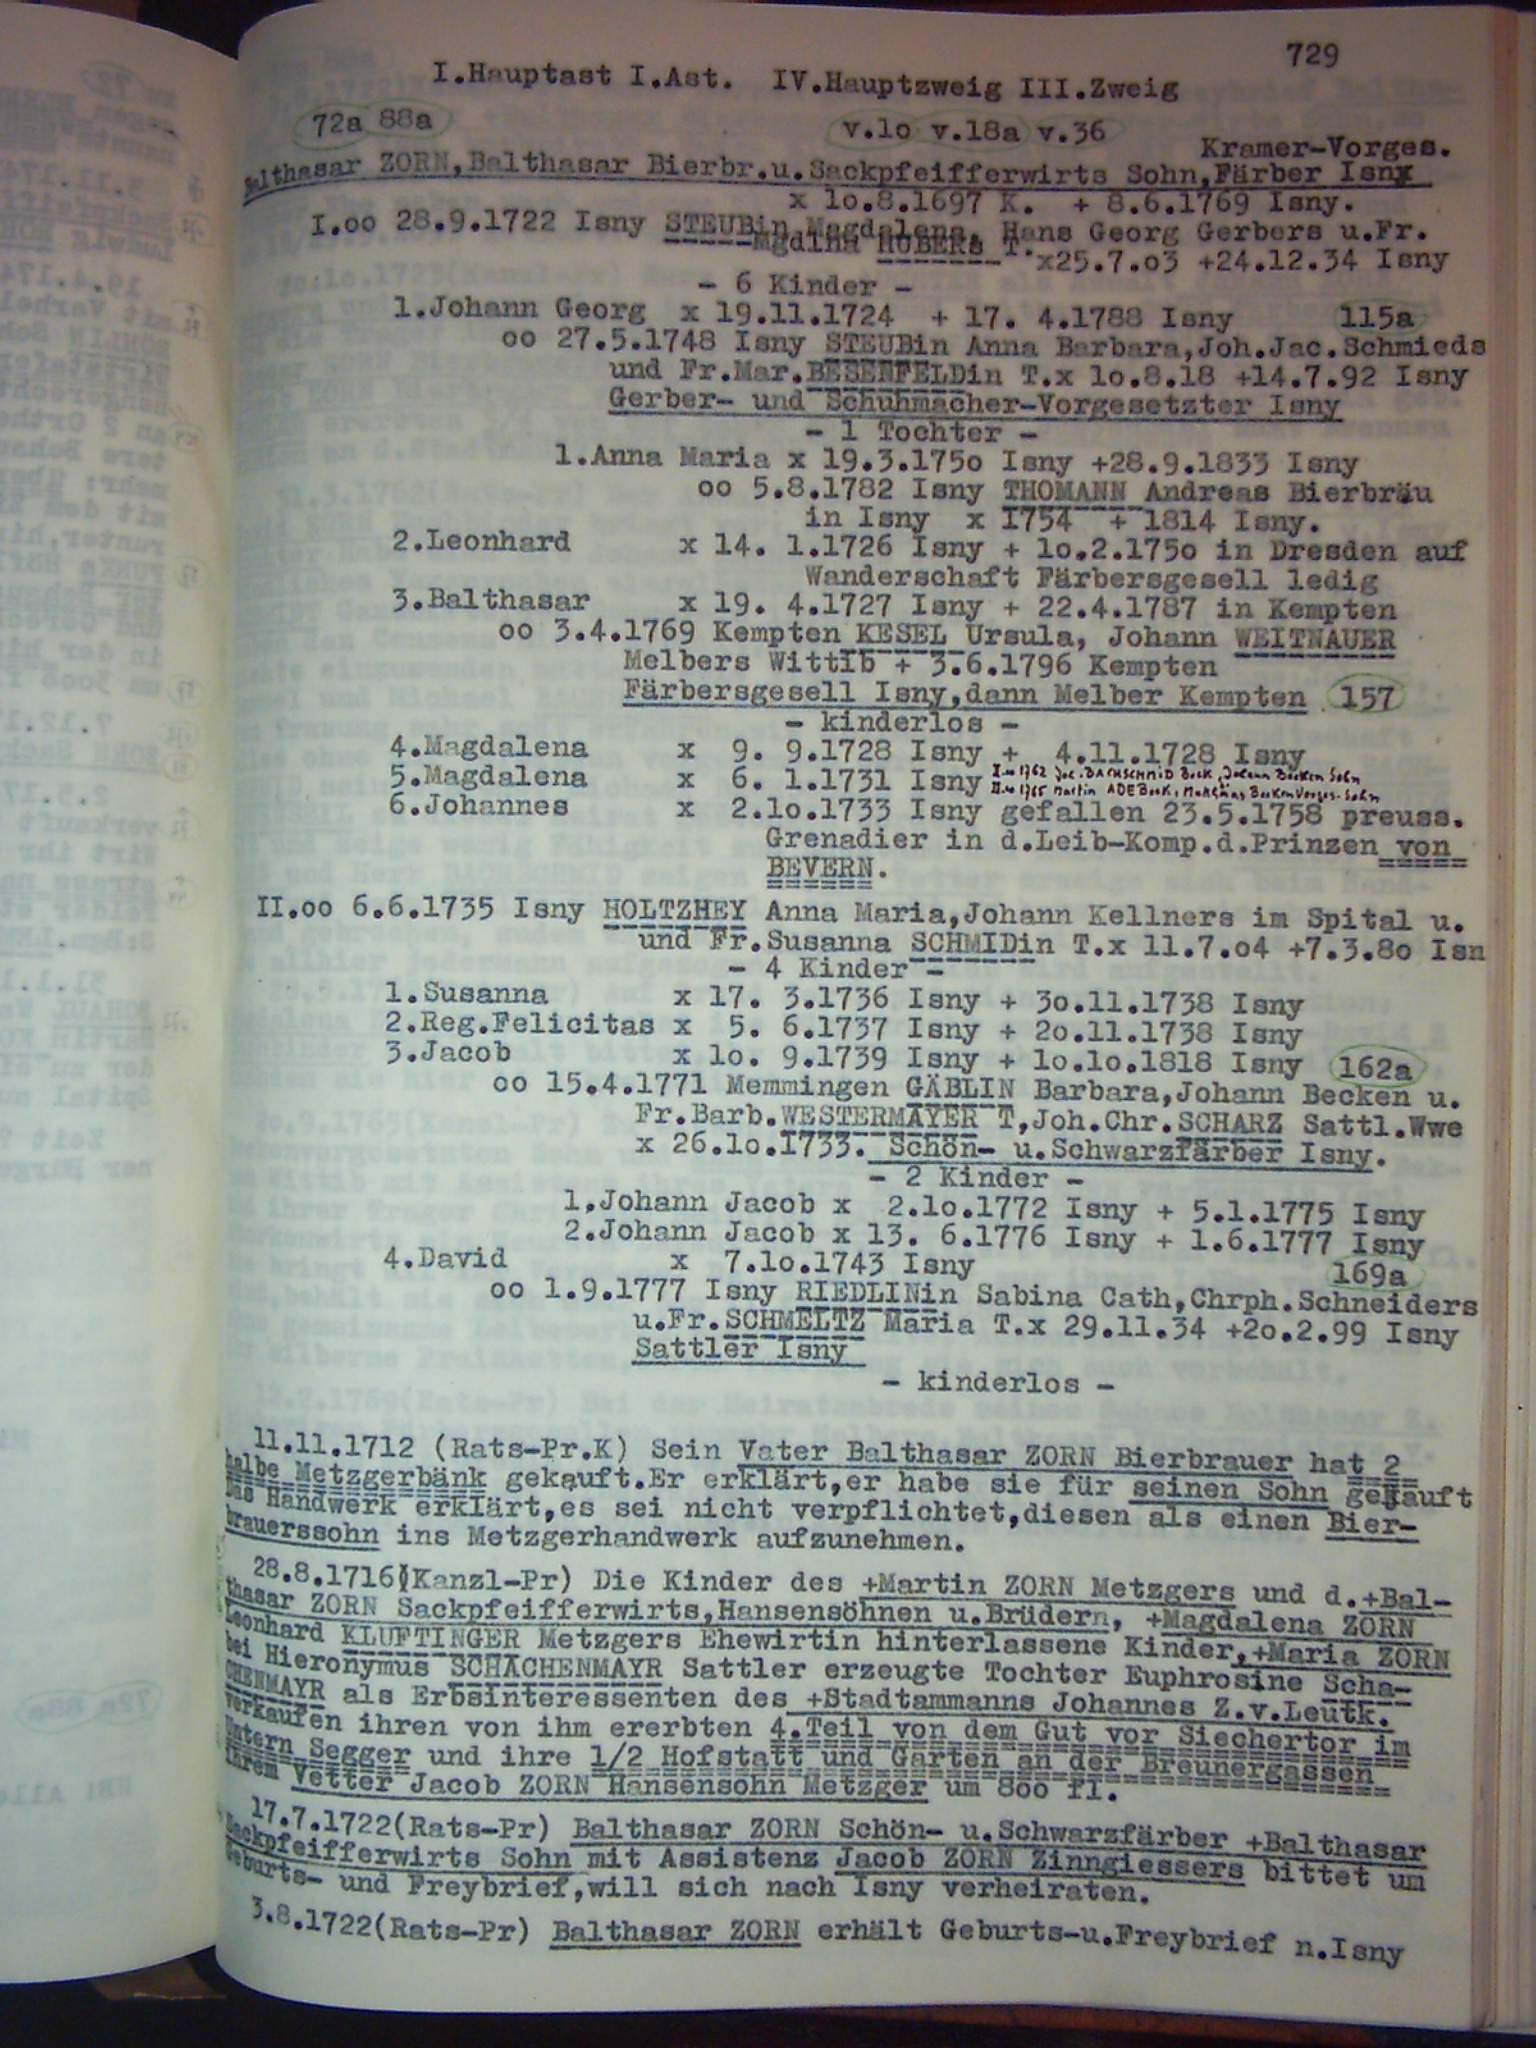 729
I.Hauptast I.Ast. IV.Hauptzweig III.Zweig
72a 88a v.1o v.18a v.36
Kramer-Vorges.
Balthasar ZORN,Balthasar Bierbr.u.Sackpfeifferwirts Sohn,Färber Isny
x 1o.8.1697 K. + 8.6.1769 Isny.
I.oo 28.9.1722 Isny STEUBin Magdalena, Hans Georg Gerbers u.Fr.
Mgdlna HUBERs T. x25.7.o3 +24.12.34 Isny
- 6 Kinder -
1.Johann Georg x 19.11.1724 + 17. 4.1788 Isny 115a
oo 27.5.1748 Isny STEUBin Anna Barbara,Joh.Jac.Schmieds
und Fr.Mar.BESENFELDin T.x 1o.8.18 +14.7.92 Isny
Gerber- und Schuhmacher-Vorgesetzter Isny
- 1 Tochter -
1.Anna Maria x 19.3.175o Isny +28.9.1833 Isny
oo 5.8.1782 Isny THOMANN Andreas Bierbräu
in Isny x 1754 + 1814 Isny.
2.Leonhard x 14. 1.1726 Isny + 1o.2.175o in Dresden auf
Wanderschaft Färbersgesell ledig
3.Balthasar x 19. 4.1727 Isny + 22.4.1787 in Kempten
oo 3.4.1769 Kempten KESEL Ursula, Johann WEITNAUER
Melbers Wittib + 3.6.1796 Kempten
Färbersgesell Isny,dann Melber Kempten 157
- kinderlos -
4.Magdalena x 9. 9.1728 Isny + 4.11.1728 Isny
5.Magdalena x 6. 1.1731 Isny I.oo 1762 Joc. BACHSCHMID Beck, Johann Becken Sohn
II.oo 1765 Martin ADE Beck, Mathäus Becken Vorges.-Sohn
6.Johannes x 2.1o.1733 Isny gefallen 23.5.1758 preuss.
Grenadier in d.Leib-Komp.d.Prinzen von
BEVERN.
II.oo 6.6.1735 Isny HOLTZHEY Anna Maria,Johann Kellners im Spital u.
und Fr.Susanna SCHMIDin T.x 11.7.o4 +7.3.8o Isn
- 4 Kinder -
1.Susanna x 17. 3.1736 Isny + 3o.11.1738 Isny
2.Reg.Felicitas x 5. 6.1737 Isny + 2o.11.1738 Isny
3.Jacob x 1o. 9.1739 Isny + 1o.1o.1818 Isny 162a
oo 15.4.1771 Memmingen GÄBLIN Barbara,Johann Becken u.
Fr.Barb.WESTERMAYER T,Joh.Chr.SCHARZ Sattl.Wwe
x 26.1o.1733. Schön- u.Schwarzfärber Isny.
- 2 Kinder -
1,Johann Jacob x 2.1o.1772 Isny + 5.1.1775 Isny
2.Johann Jacob x 13. 6.1776 Isny + 1.6.1777 Isny
4.David x 7.1o.1743 Isny 169a
oo 1.9.1777 Isny RIEDLINin Sabina Cath,Chrph.Schneiders
u.Fr.SCHMELTZ Maria T.x 29.11.34 +2o.2.99 Isny
Sattler Isny
- kinderlos -
11.11.1712 (Rats-Pr.K) Sein Vater Balthasar ZORN Bierbrauer hat 2
halbe Metzgerbänk gekauft.Er erklärt,er habe sie für seinen Sohn gekauft
Das Handwerk erklärt,es sei nicht verpflichtet,diesen als einen Bier-
brauerssohn ins Metzgerhandwerk aufzunehmen.
28.8.1716(Kanzl-Pr) Die Kinder des +Martin ZORN Metzgers und d.+Bal-
thasar ZORN Sackpfeifferwirts,Hansensöhnen u.Brüdern, +Magdalena ZORN
Leonhard KLUFTINGER Metzgers Ehewirtin hinterlassene Kinder,+Maria ZORN
bei Hieronymus SCHACHENMAYR Sattler erzeugte Tochter Euphrosine Scha-
CHENMAYR als Erbsinteressenten des +Stadtammanns Johannes Z.v.Leutk.
verkaufen ihren von ihm ererbten 4.Teil von dem Gut vor Siechertor im
Untern Segger und ihre 1/2 Hofstatt und Garten an der Breunergassen
ihrem Vetter Jacob ZORN Hansensohn Metzger um 8oo fl.
17.7.1722(Rats-Pr) Balthasar ZORN Schön- u.Schwarzfärber +Balthasar
Sackpfeifferwirts Sohn mit Assistenz Jacob ZORN Zinngiessers bittet um
Geburts- und Freybrief,will sich nach Isny verheiraten.
3.8.1722(Rats-Pr) Balthasar ZORN erhält Geburts-u.Freybrief n.Isny